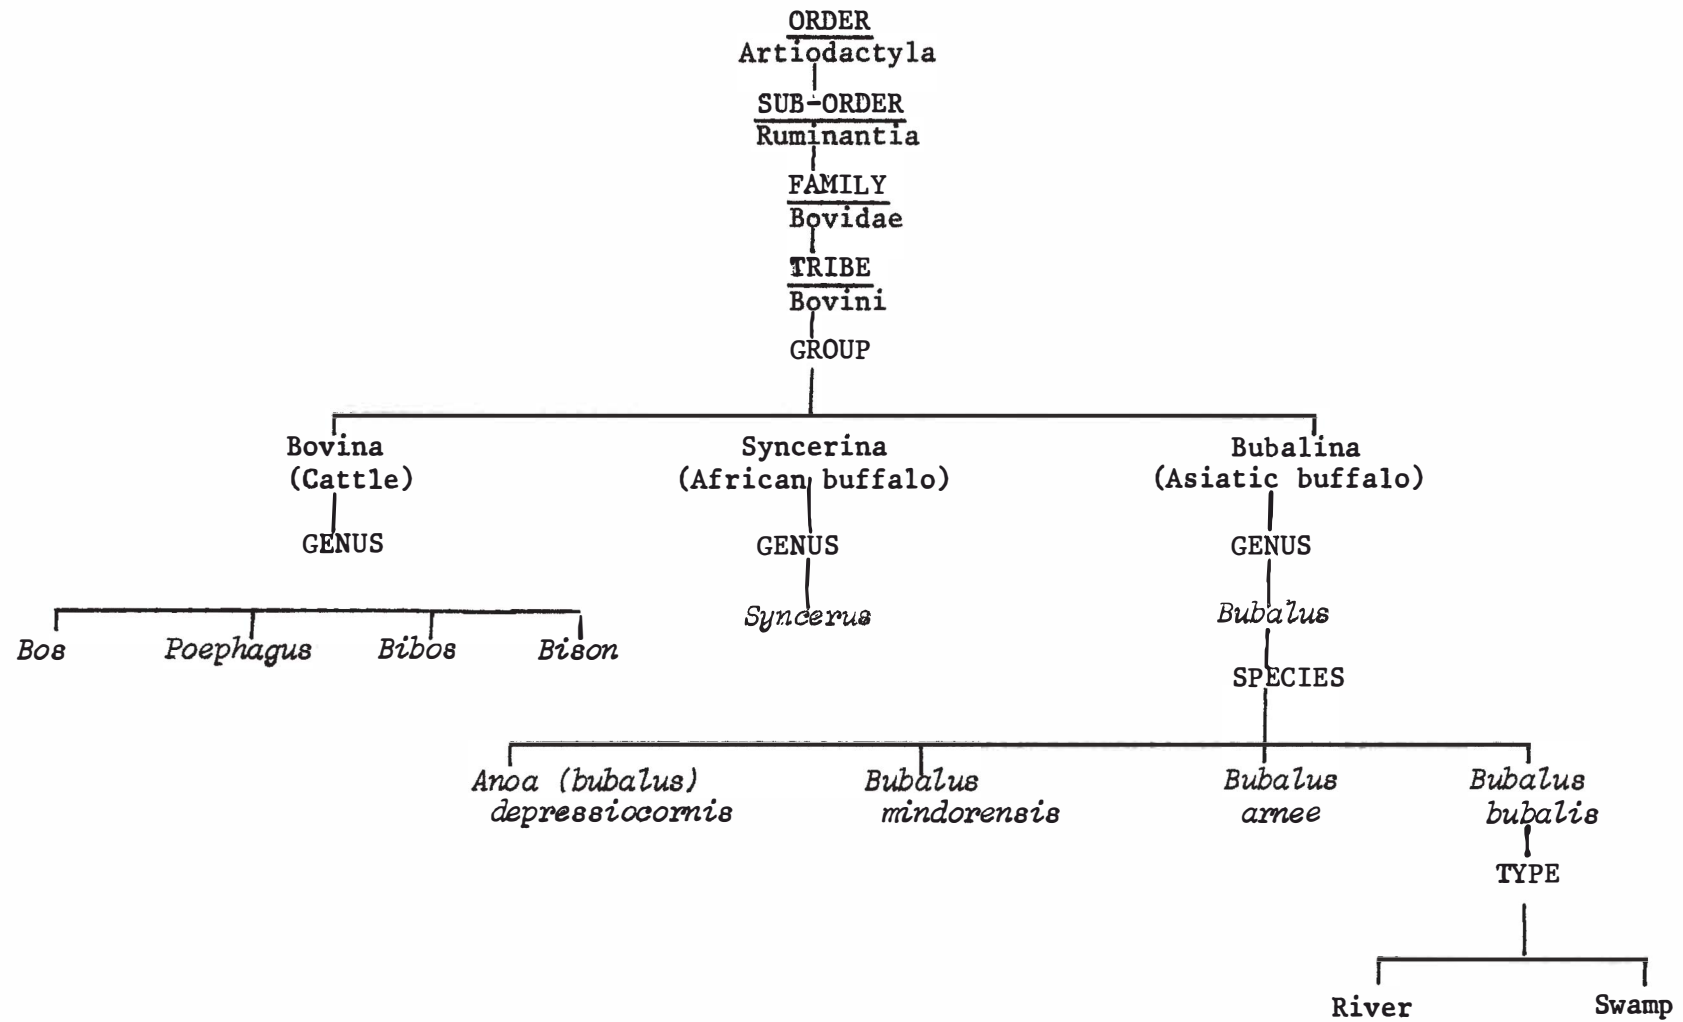 ORDER
Artiodactyla
SUB-ORDER
Ruminantia
FAMILY
Bovidae
TRIBE
Bovini
GROUP
Bovina
(Cattle)
Syncerina
(African buffalo)
Bubalina
(Asiatic buffalo)
GENUS
GENUS
GENUS
Bos
Poephagus
Bibos
Bison
Syncerus
Bubalus
SPECIES
Anoa (bubalus)
depressiocornis
Bubalus
mindorensis
Bubalus
arnee
Bubalus
bubalis
TYPE
River
Swamp